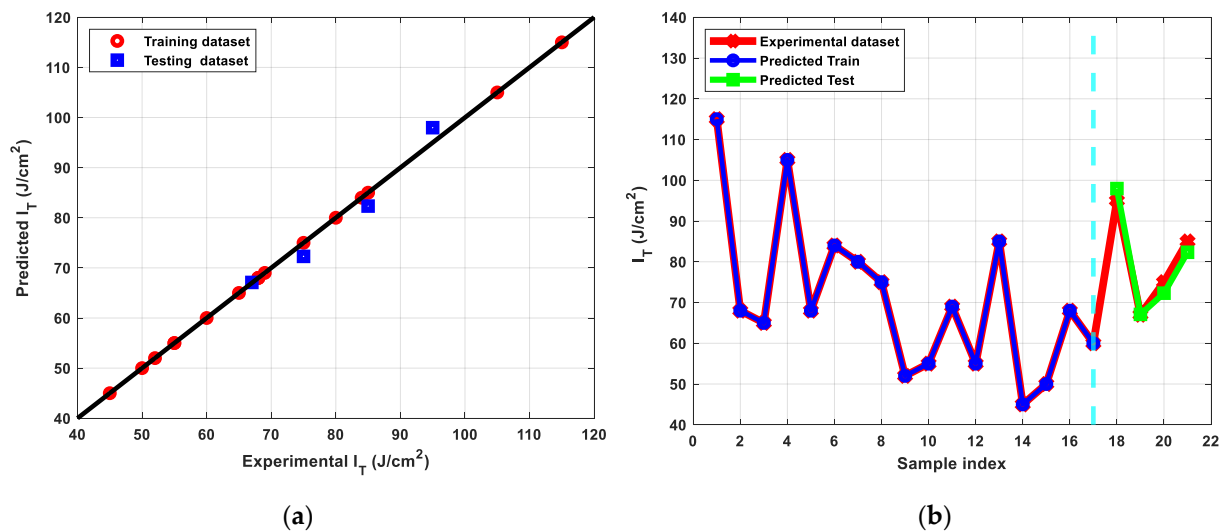 120
110
100
90
80
70
60
50
40
Predicted I_T (J/cm²)
Training dataset
Testing dataset
40 50 60 70 80 90 100 110 120
Experimental I_T (J/cm²)
(a)
140
130
120
110
100
90
80
70
60
50
40
I_T (J/cm²)
Experimental dataset
Predicted Train
Predicted Test
0 2 4 6 8 10 12 14 16 18 20 22
Sample index
(b)